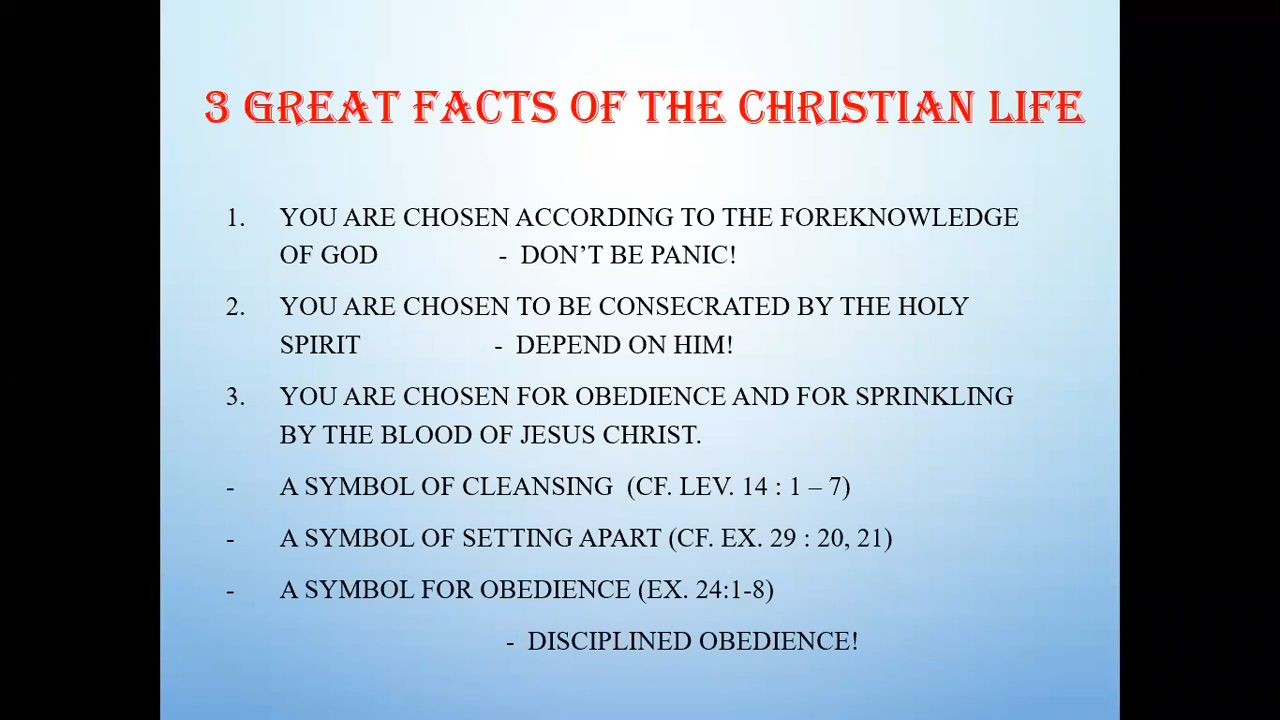 3 GREAT FACTS OF THE CHRISTIAN LIFE
1. YOU ARE CHOSEN ACCORDING TO THE FOREKNOWLEDGE
OF GOD - DON’T BE PANIC!
2. YOU ARE CHOSEN TO BE CONSECRATED BY THE HOLY
SPIRIT - DEPEND ON HIM!
3. YOU ARE CHOSEN FOR OBEDIENCE AND FOR SPRINKLING
BY THE BLOOD OF JESUS CHRIST.
- A SYMBOL OF CLEANSING (CF. LEV. 14 : 1 – 7)
- A SYMBOL OF SETTING APART (CF. EX. 29 : 20, 21)
- A SYMBOL FOR OBEDIENCE (EX. 24:1-8)
- DISCIPLINED OBEDIENCE!